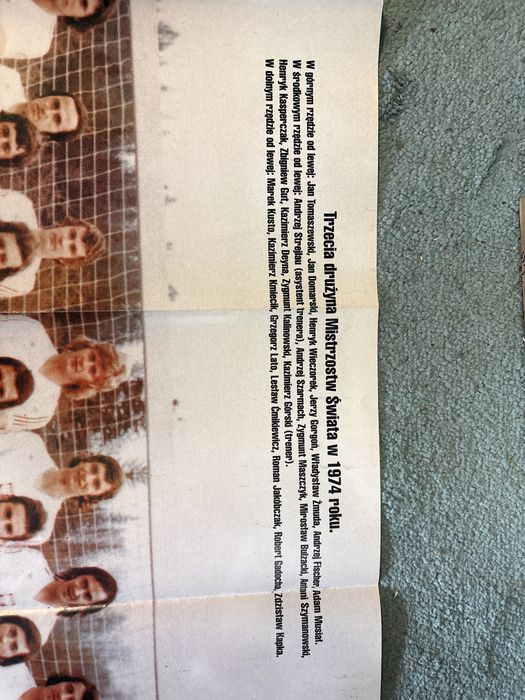 Trzecia drużyna Mistrzostw Świata w 1974 roku.
W górnym rzędzie od lewej: Jan Tomaszewski, Jan Domarski, Henryk Wieczorek, Jerzy Gorgoń, Władysław Żmuda, Andrzej Fischer, Adam Musiał.
W środkowym rzędzie od lewej: Andrzej Strejlau (asystent trenera), Andrzej Szarmach, Zygmunt Maszczyk, Mirosław Bulzacki, Antoni Szymanowski,
Henryk Kasperczak, Zbigniew Gut, Kazimierz Deyna, Zygmunt Kalinowski, Kazimierz Górski (trener).
W dolnym rzędzie od lewej: Marek Kusto, Kazimierz Kmiecik, Grzegorz Lato, Lesław Ćmikiewicz, Roman Jakóbczak, Robert Gadocha, Zdzisław Kapka.